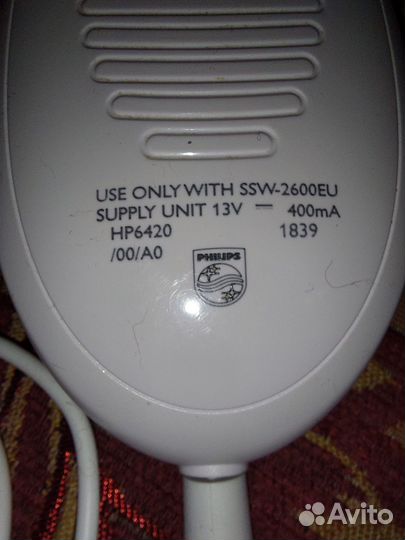 USE ONLY WITH SSW-2600EU
SUPPLY UNIT 13V ⎓ 400mA
HP6420 1839
/00/A0
PHILIPS
Avito